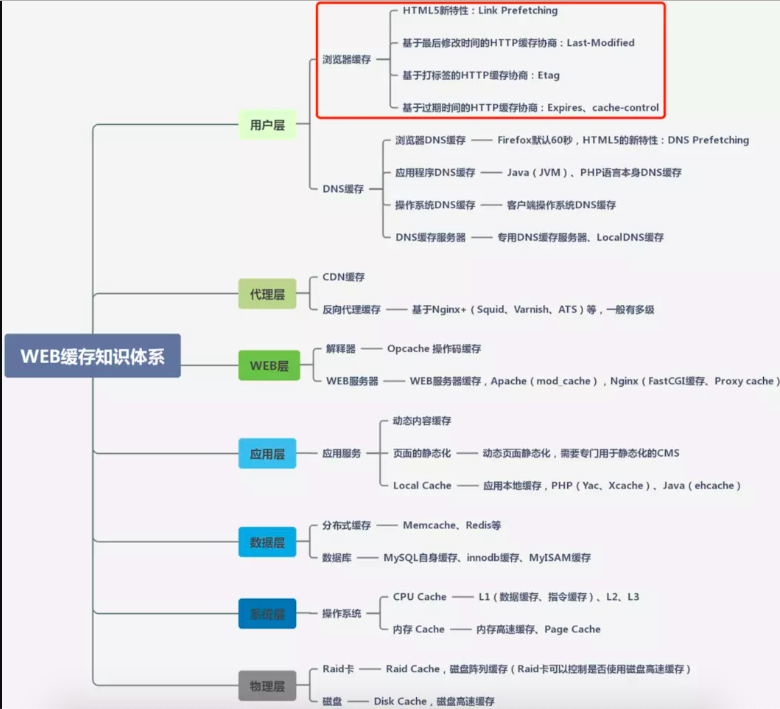 WEB缓存知识体系
用户层
浏览器缓存
HTML5新特性：Link Prefetching
基于最后修改时间的HTTP缓存协商：Last-Modified
基于打标签的HTTP缓存协商：Etag
基于过期时间的HTTP缓存协商：Expires、cache-control
DNS缓存
浏览器DNS缓存
Firefox默认60秒，HTML5的新特性：DNS Prefetching
应用程序DNS缓存
Java（JVM）、PHP语言本身DNS缓存
操作系统DNS缓存
客户端操作系统DNS缓存
DNS缓存服务器
专用DNS缓存服务器、LocalDNS缓存
代理层
CDN缓存
反向代理缓存
基于Nginx+（Squid、Varnish、ATS）等，一般有多级
WEB层
解释器
Opcache 操作码缓存
WEB服务器
WEB服务器缓存，Apache（mod_cache），Nginx（FastCGI缓存、Proxy cache）
应用层
应用服务
动态内容缓存
页面的静态化
动态页面静态化，需要专门用于静态化的CMS
Local Cache
应用本地缓存，PHP（Yac、Xcache）、Java（ehcache）
数据层
分布式缓存
Memcache、Redis等
数据库
MySQL自身缓存、innodb缓存、MyISAM缓存
系统层
操作系统
CPU Cache
L1（数据缓存、指令缓存）、L2、L3
内存 Cache
内存高速缓存、Page Cache
物理层
Raid卡
Raid Cache，磁盘阵列缓存（Raid卡可以控制是否使用磁盘高速缓存）
磁盘
Disk Cache，磁盘高速缓存